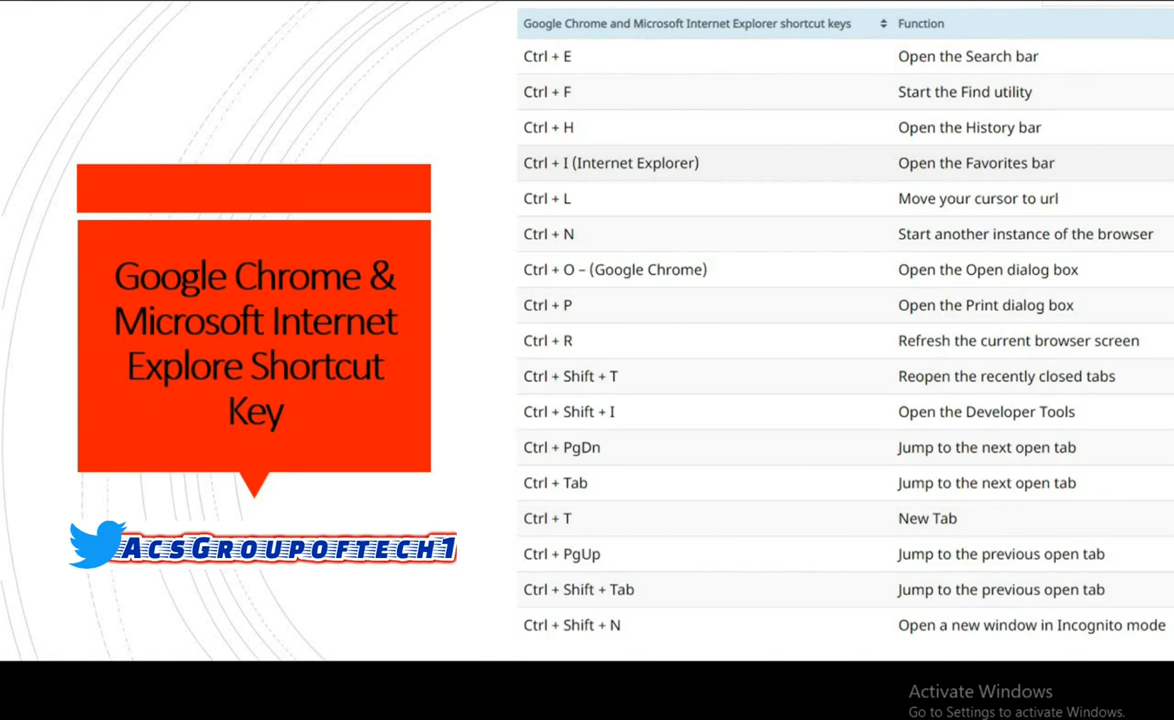 Google Chrome and Microsoft Internet Explorer shortcut keys Function
Ctrl + E Open the Search bar
Ctrl + F Start the Find utility
Ctrl + H Open the History bar
Ctrl + I (Internet Explorer) Open the Favorites bar
Ctrl + L Move your cursor to url
Ctrl + N Start another instance of the browser
Ctrl + O – (Google Chrome) Open the Open dialog box
Ctrl + P Open the Print dialog box
Ctrl + R Refresh the current browser screen
Ctrl + Shift + T Reopen the recently closed tabs
Ctrl + Shift + I Open the Developer Tools
Ctrl + PgDn Jump to the next open tab
Ctrl + Tab Jump to the next open tab
Ctrl + T New Tab
Ctrl + PgUp Jump to the previous open tab
Ctrl + Shift + Tab Jump to the previous open tab
Ctrl + Shift + N Open a new window in Incognito mode
Google Chrome &
Microsoft Internet
Explore Shortcut
Key
AcsGroupoftech1
Activate Windows
Go to Settings to activate Windows.